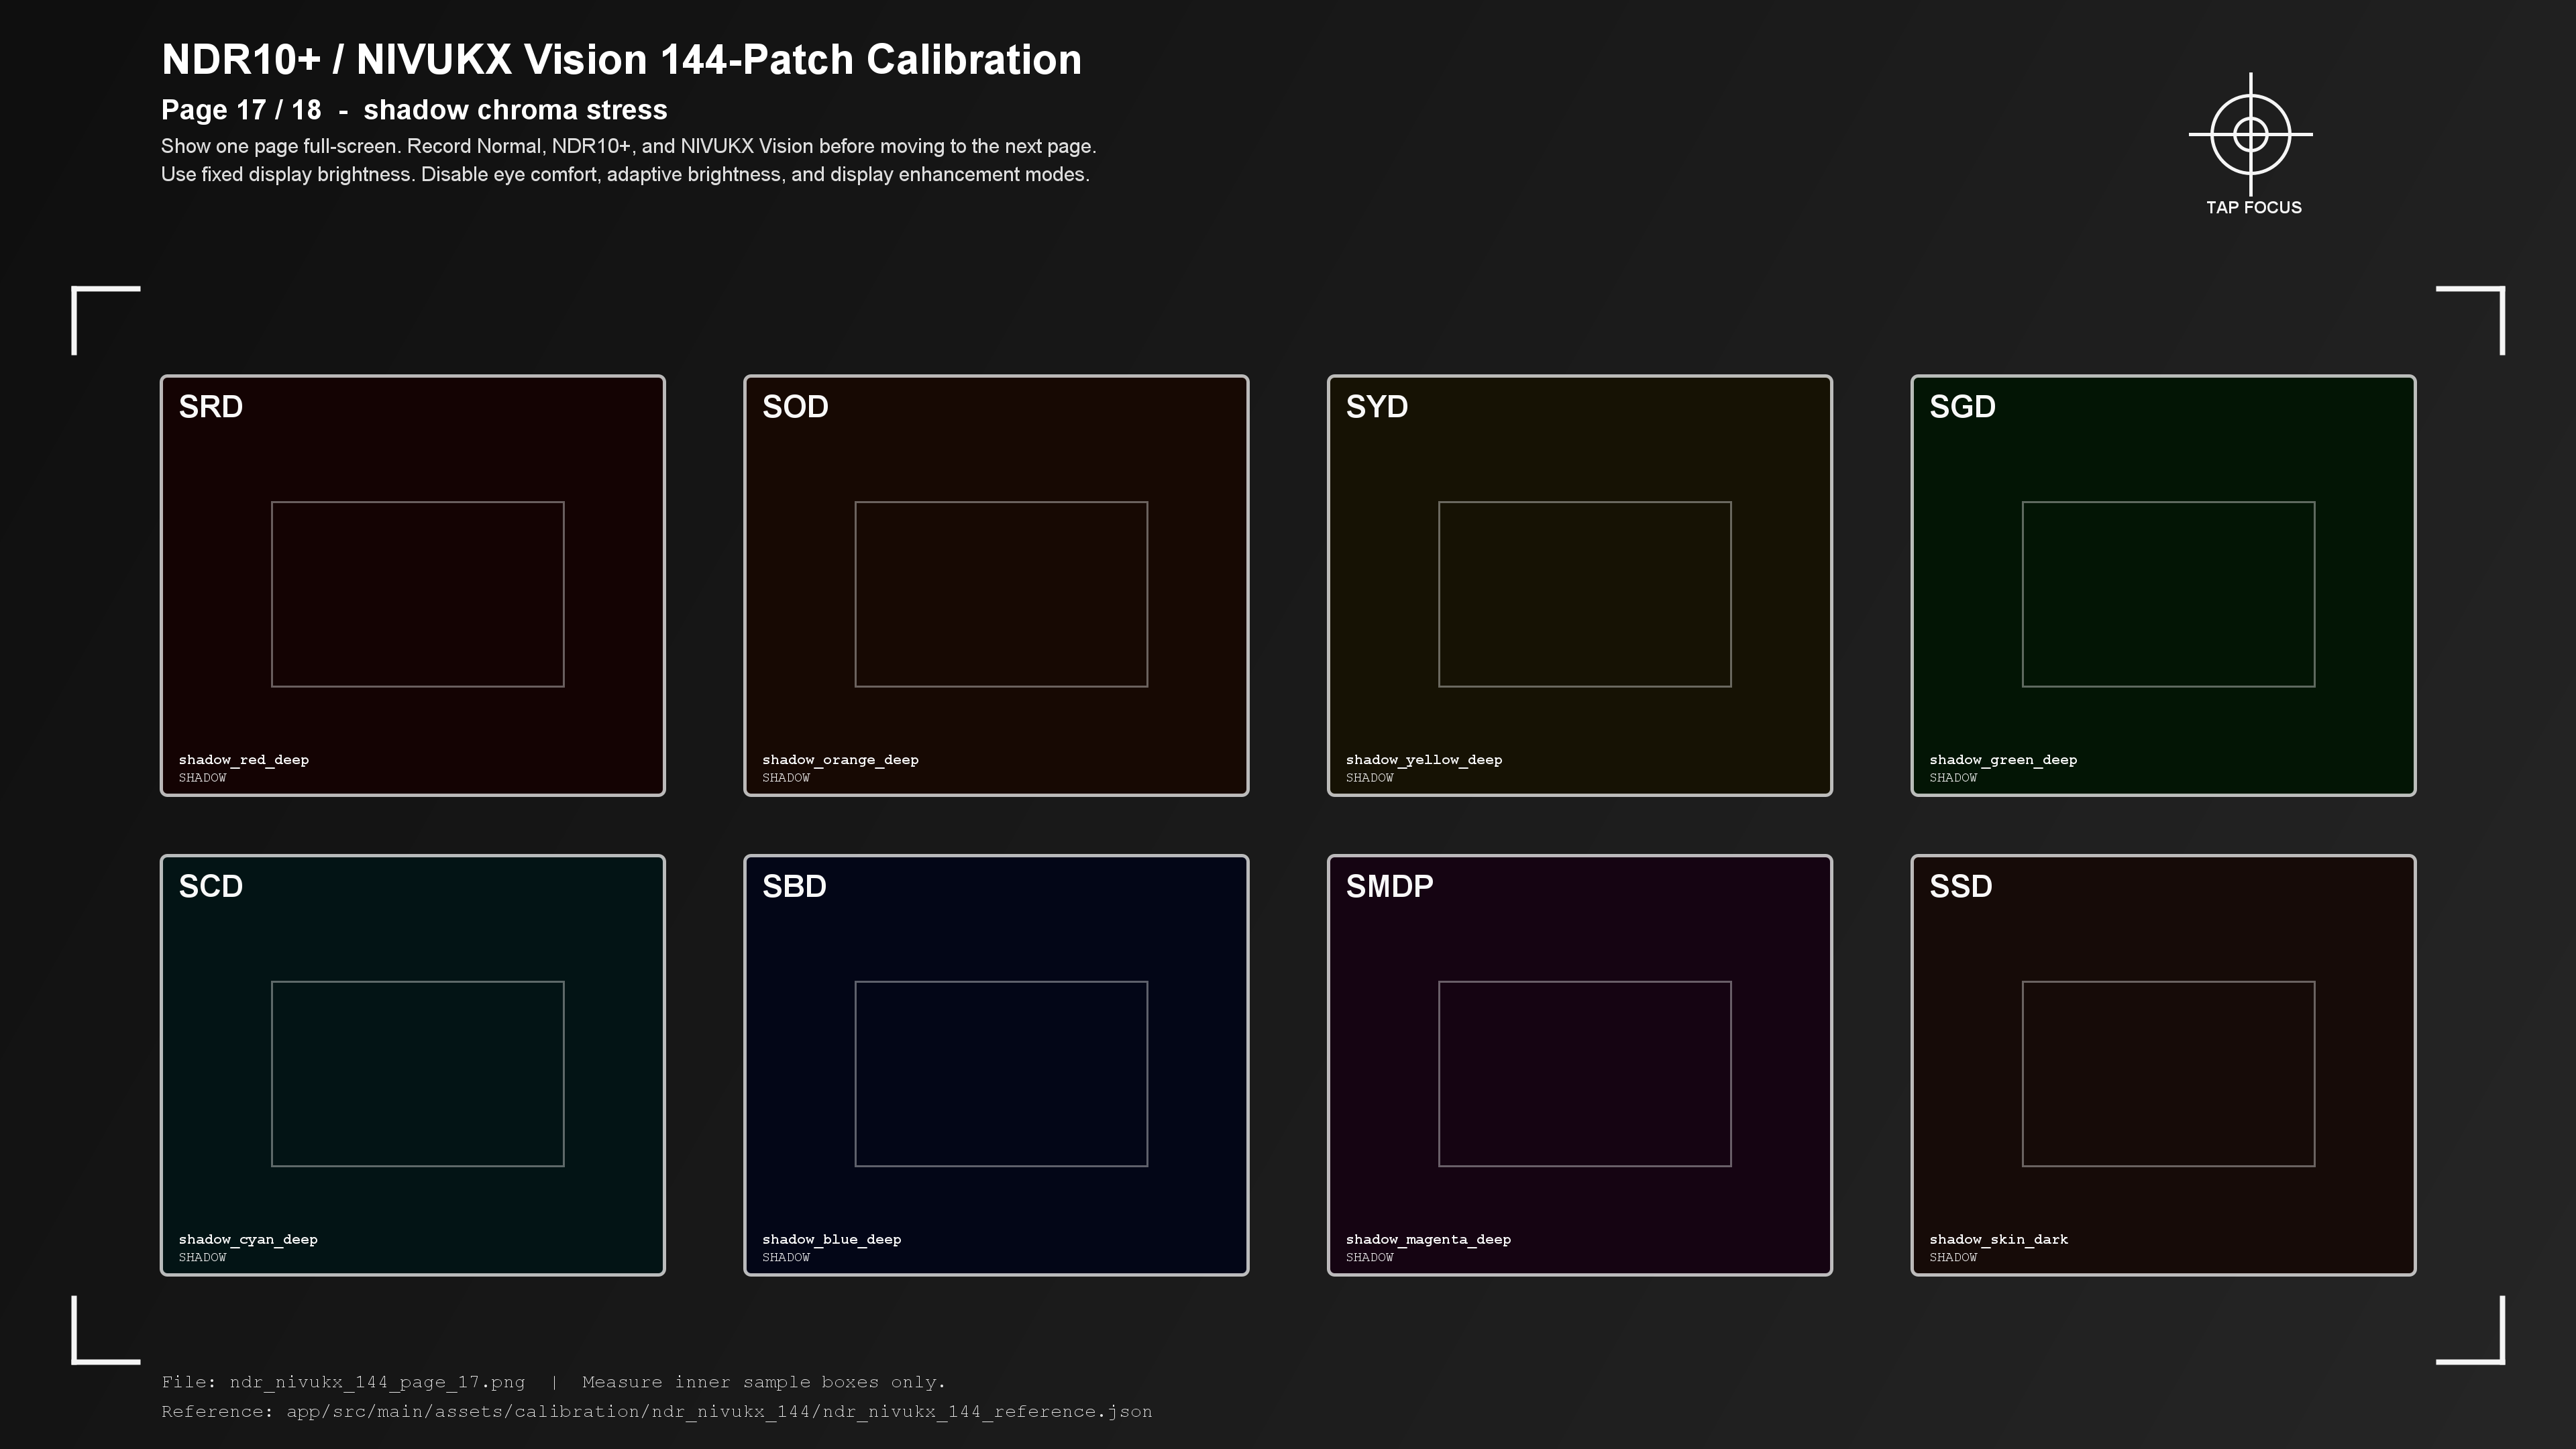 NDR10+ / NIVUKX Vision 144-Patch Calibration
Page 17 / 18  -  shadow chroma stress
Show one page full-screen. Record Normal, NDR10+, and NIVUKX Vision before moving to the next page.
Use fixed display brightness. Disable eye comfort, adaptive brightness, and display enhancement modes.
TAP FOCUS
SRD
shadow_red_deep
SHADOW
SOD
shadow_orange_deep
SHADOW
SYD
shadow_yellow_deep
SHADOW
SGD
shadow_green_deep
SHADOW
SCD
shadow_cyan_deep
SHADOW
SBD
shadow_blue_deep
SHADOW
SMDP
shadow_magenta_deep
SHADOW
SSD
shadow_skin_dark
SHADOW
File: ndr_nivukx_144_page_17.png  |  Measure inner sample boxes only.
Reference: app/src/main/assets/calibration/ndr_nivukx_144/ndr_nivukx_144_reference.json